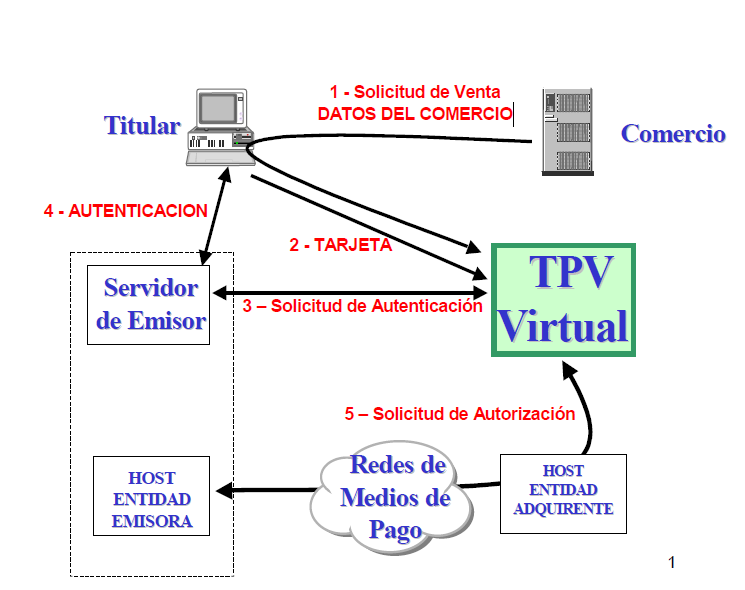 1 - Solicitud de Venta
DATOS DEL COMERCIO
Titular
Comercio
4 - AUTENTICACION
2 - TARJETA
TPV
Virtual
Servidor
de Emisor
3 – Solicitud de Autenticación
5 – Solicitud de Autorización
Redes de
Medios de
Pago
HOST
ENTIDAD
EMISORA
HOST
ENTIDAD
ADQUIRENTE
1